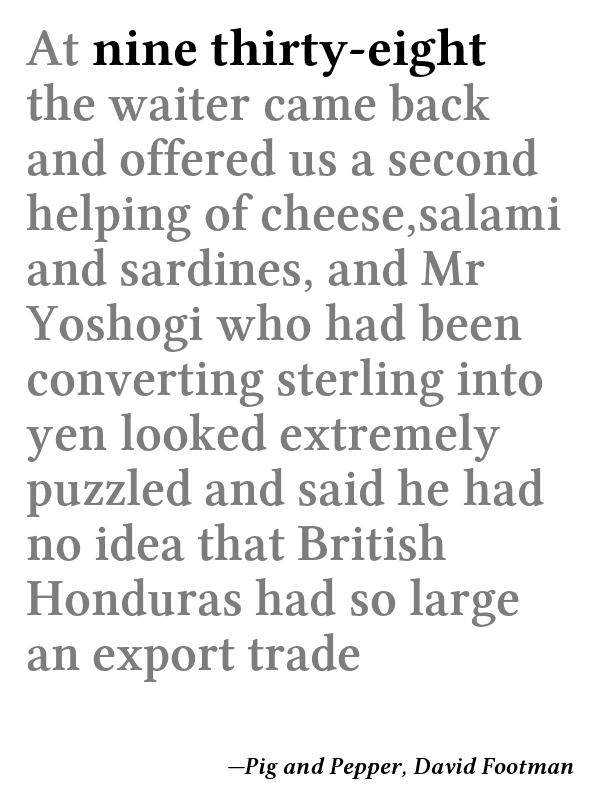 At nine thirty-eight
the waiter came back
and offered us a second
helping of cheese,salami
and sardines, and Mr
Yoshogi who had been
converting sterling into
yen looked extremely
puzzled and said he had
no idea that British
Honduras had so large
an export trade
—Pig and Pepper, David Footman